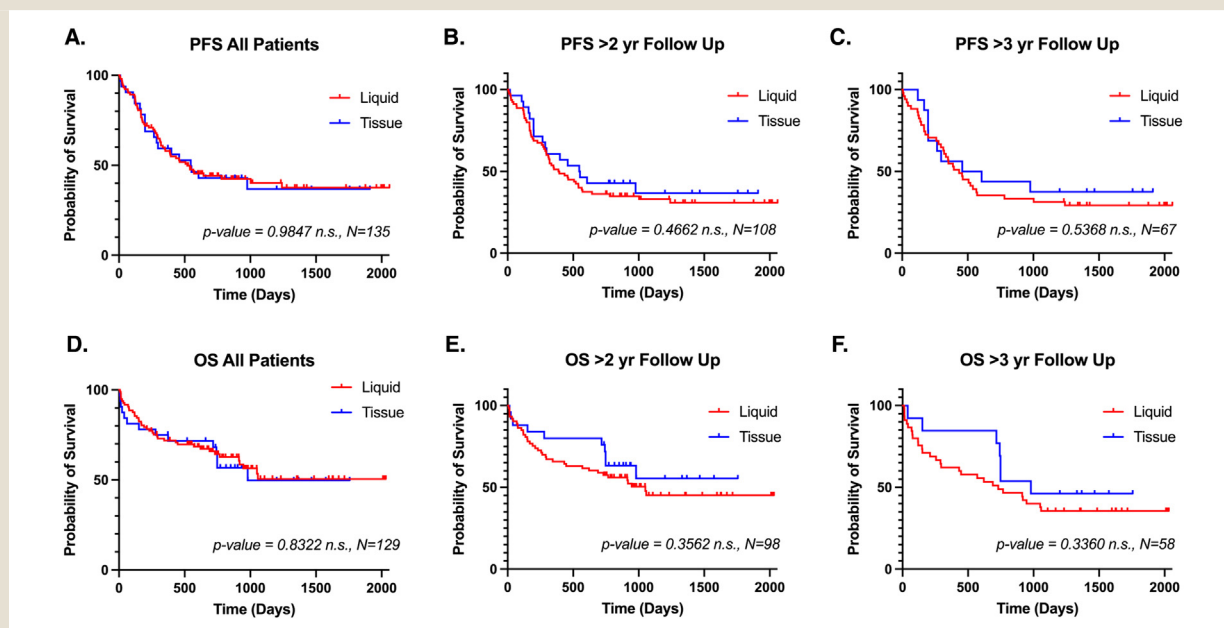 A.
PFS All Patients
100
50
0
Probability of Survival
Liquid
Tissue
p-value = 0.9847 n.s., N=135
0 500 1000 1500 2000
Time (Days)
B.
PFS >2 yr Follow Up
100
50
0
Probability of Survival
Liquid
Tissue
p-value = 0.4662 n.s., N=108
0 500 1000 1500 2000
Time (Days)
C.
PFS >3 yr Follow Up
100
50
0
Probability of Survival
Liquid
Tissue
p-value = 0.5368 n.s., N=67
0 500 1000 1500 2000
Time (Days)
D.
OS All Patients
100
50
0
Probability of Survival
Liquid
Tissue
p-value = 0.8322 n.s., N=129
0 500 1000 1500 2000
Time (Days)
E.
OS >2 yr Follow Up
100
50
0
Probability of Survival
Liquid
Tissue
p-value = 0.3562 n.s., N=98
0 500 1000 1500 2000
Time (Days)
F.
OS >3 yr Follow Up
100
50
0
Probability of Survival
Liquid
Tissue
p-value = 0.3360 n.s., N=58
0 500 1000 1500 2000
Time (Days)